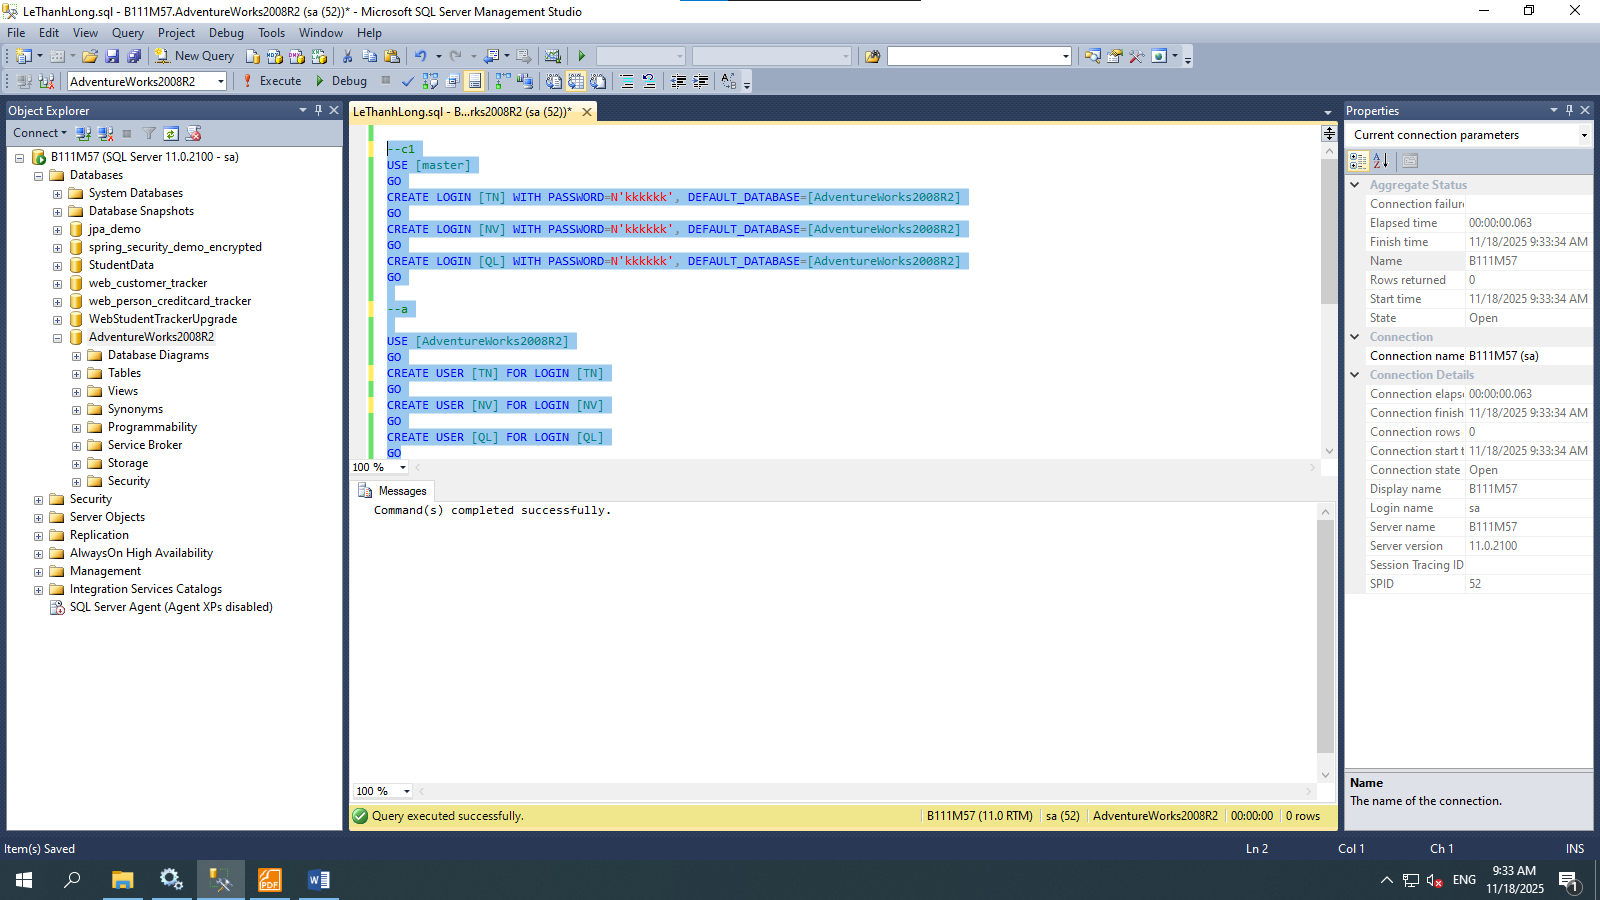 LeThanhLong.sql - B111M57.AdventureWorks2008R2 (sa (52))* - Microsoft SQL Server Management Studio
File Edit View Query Project Debug Tools Window Help
New Query
AdventureWorks2008R2 Execute Debug
Object Explorer
Connect
B111M57 (SQL Server 11.0.2100 - sa)
Databases
System Databases
Database Snapshots
jpa_demo
spring_security_demo_encrypted
StudentData
web_customer_tracker
web_person_creditcard_tracker
WebStudentTrackerUpgrade
AdventureWorks2008R2
Database Diagrams
Tables
Views
Synonyms
Programmability
Service Broker
Storage
Security
Security
Server Objects
Replication
AlwaysOn High Availability
Management
Integration Services Catalogs
SQL Server Agent (Agent XPs disabled)
LeThanhLong.sql - B...rks2008R2 (sa (52))*
--c1
USE [master]
GO
CREATE LOGIN [TN] WITH PASSWORD=N'kkkkkk', DEFAULT_DATABASE=[AdventureWorks2008R2]
GO
CREATE LOGIN [NV] WITH PASSWORD=N'kkkkkk', DEFAULT_DATABASE=[AdventureWorks2008R2]
GO
CREATE LOGIN [QL] WITH PASSWORD=N'kkkkkk', DEFAULT_DATABASE=[AdventureWorks2008R2]
GO
--a
USE [AdventureWorks2008R2]
GO
CREATE USER [TN] FOR LOGIN [TN]
GO
CREATE USER [NV] FOR LOGIN [NV]
GO
CREATE USER [QL] FOR LOGIN [QL]
GO
100 %
Messages
Command(s) completed successfully.
100 %
Query executed successfully. B111M57 (11.0 RTM) sa (52) AdventureWorks2008R2 00:00:00 0 rows
Properties
Current connection parameters
Aggregate Status
Connection failure
Elapsed time 00:00:00.063
Finish time 11/18/2025 9:33:34 AM
Name B111M57
Rows returned 0
Start time 11/18/2025 9:33:34 AM
State Open
Connection
Connection name B111M57 (sa)
Connection Details
Connection elaps 00:00:00.063
Connection finish 11/18/2025 9:33:34 AM
Connection rows 0
Connection start t 11/18/2025 9:33:34 AM
Connection state Open
Display name B111M57
Login name sa
Server name B111M57
Server version 11.0.2100
Session Tracing ID
SPID 52
Name
The name of the connection.
Item(s) Saved Ln 2 Col 1 Ch 1 INS
PDF
ENG 9:33 AM
11/18/2025
1